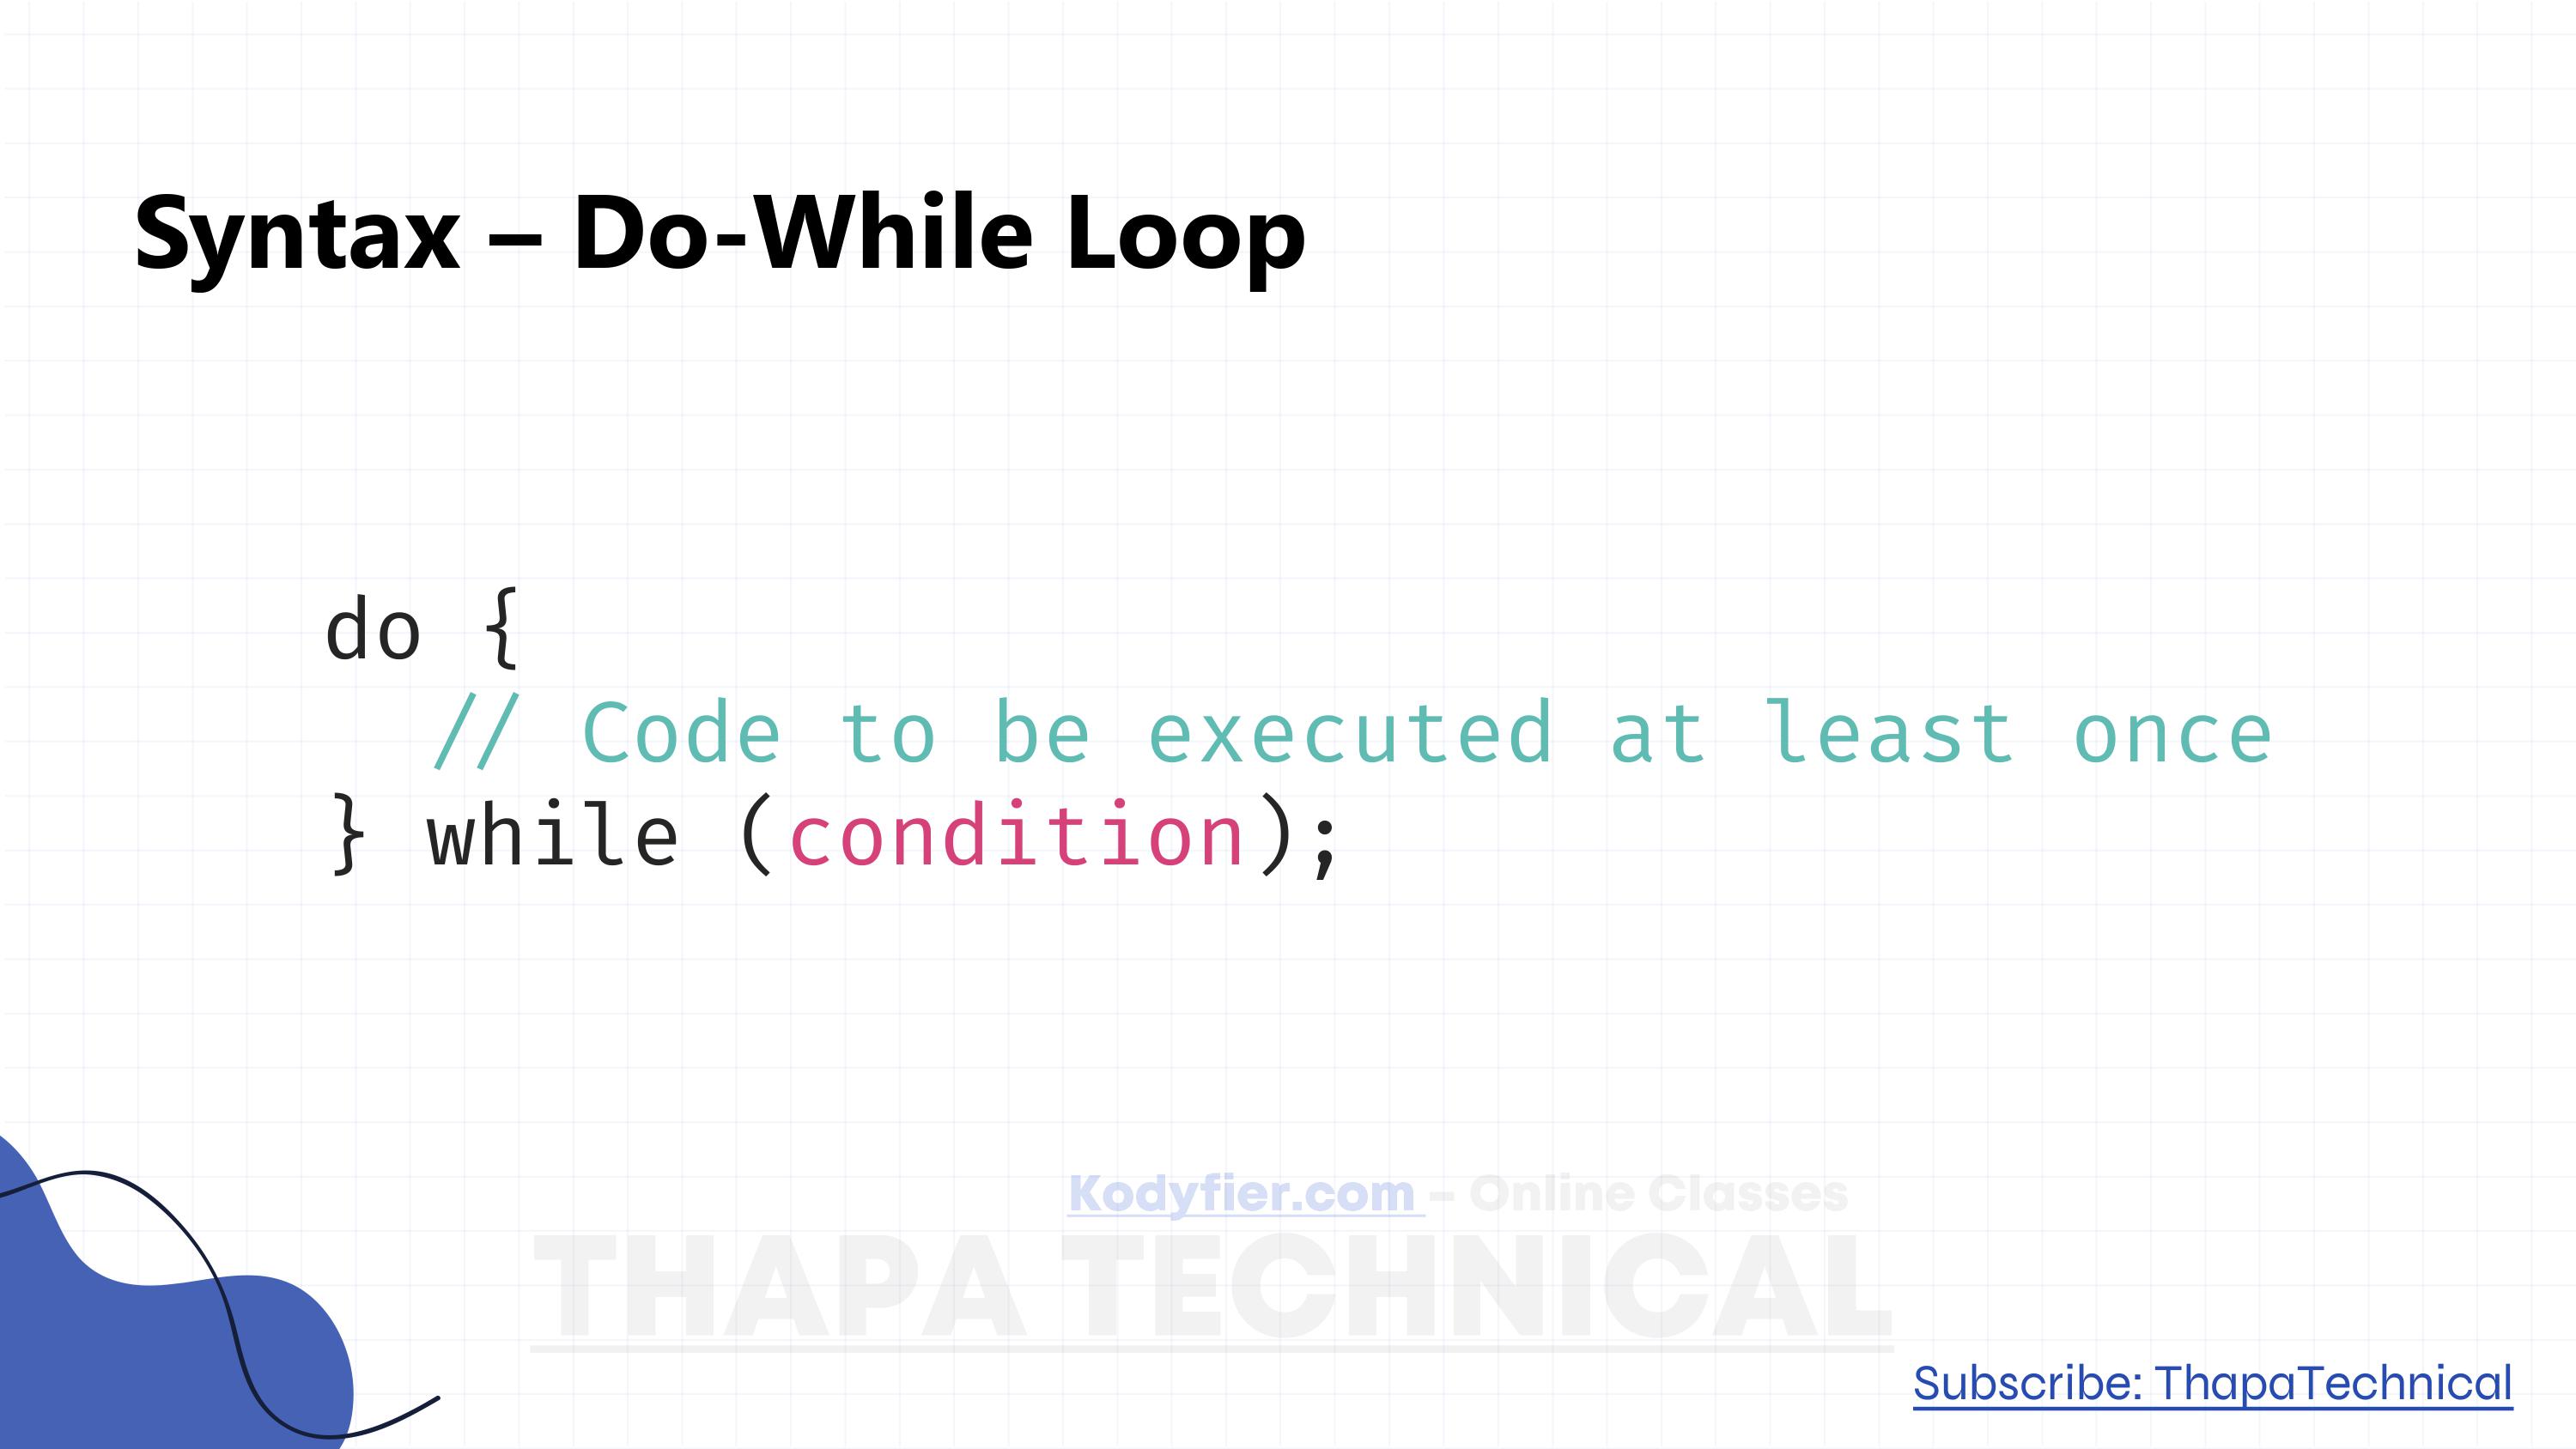 Syntax – Do-While Loop
do {
// Code to be executed at least once
} while (condition);
Kodyfier.com – Online Classes
THAPA TECHNICAL
Subscribe: ThapaTechnical